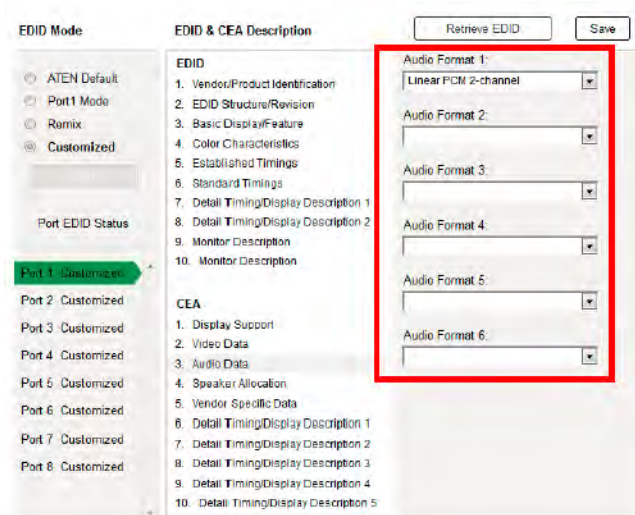 EDID Mode
ATEN Default
Port1 Mode
Remix
Customized
Port EDID Status
Port 1 Customized
Port 2 Customized
Port 3 Customized
Port 4 Customized
Port 5 Customized
Port 6 Customized
Port 7 Customized
Port 8 Customized
EDID & CEA Description
EDID
1. Vendor/Product Identification
2. EDID Structure/Revision
3. Basic Display/Feature
4. Color Characteristics
5. Established Timings
6. Standard Timings
7. Detail Timing/Display Description 1
8. Detail Timing/Display Description 2
9. Monitor Description
10. Monitor Description
CEA
1. Display Support
2. Video Data
3. Audio Data
4. Speaker Allocation
5. Vendor Specific Data
6. Detail Timing/Display Description 1
7. Detail Timing/Display Description 2
8. Detail Timing/Display Description 3
9. Detail Timing/Display Description 4
10. Detail Timing/Display Description 5
Retrieve EDID
Save
Audio Format 1:
Linear PCM 2-channel
Audio Format 2:
Audio Format 3:
Audio Format 4:
Audio Format 5:
Audio Format 6: